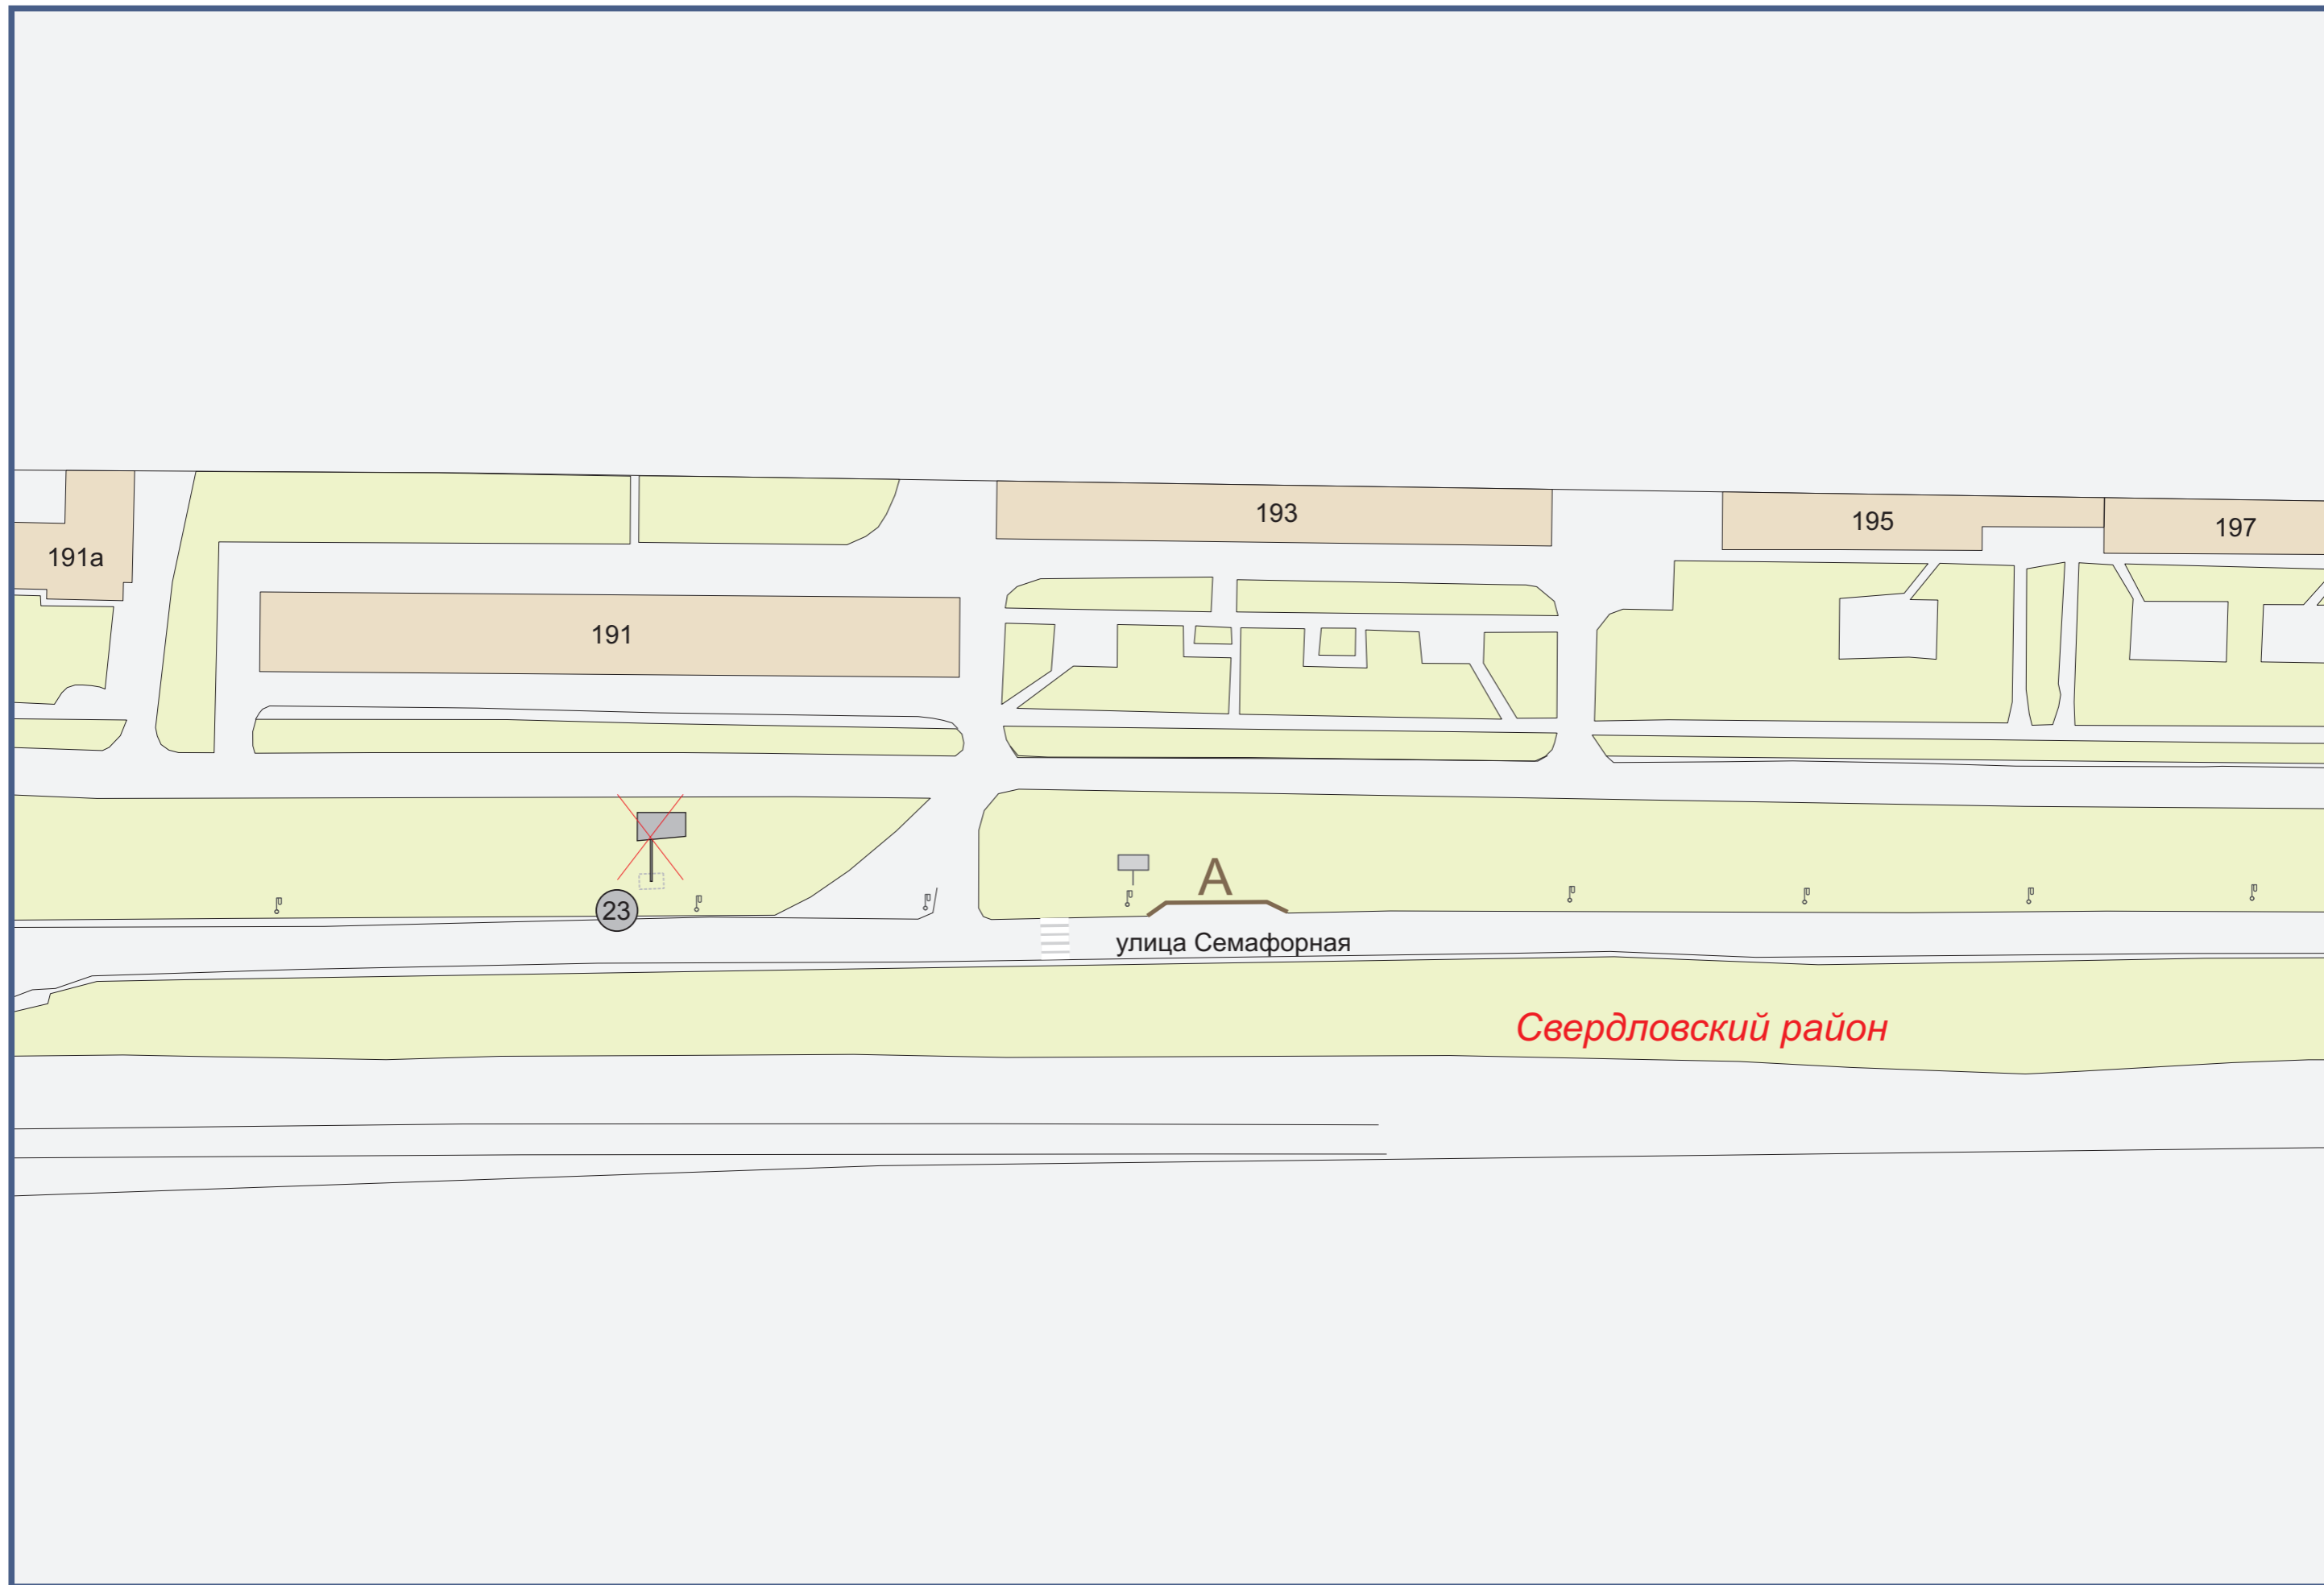 193
195
197
191а
191
А
23
улица Семафорная
Свердловский район